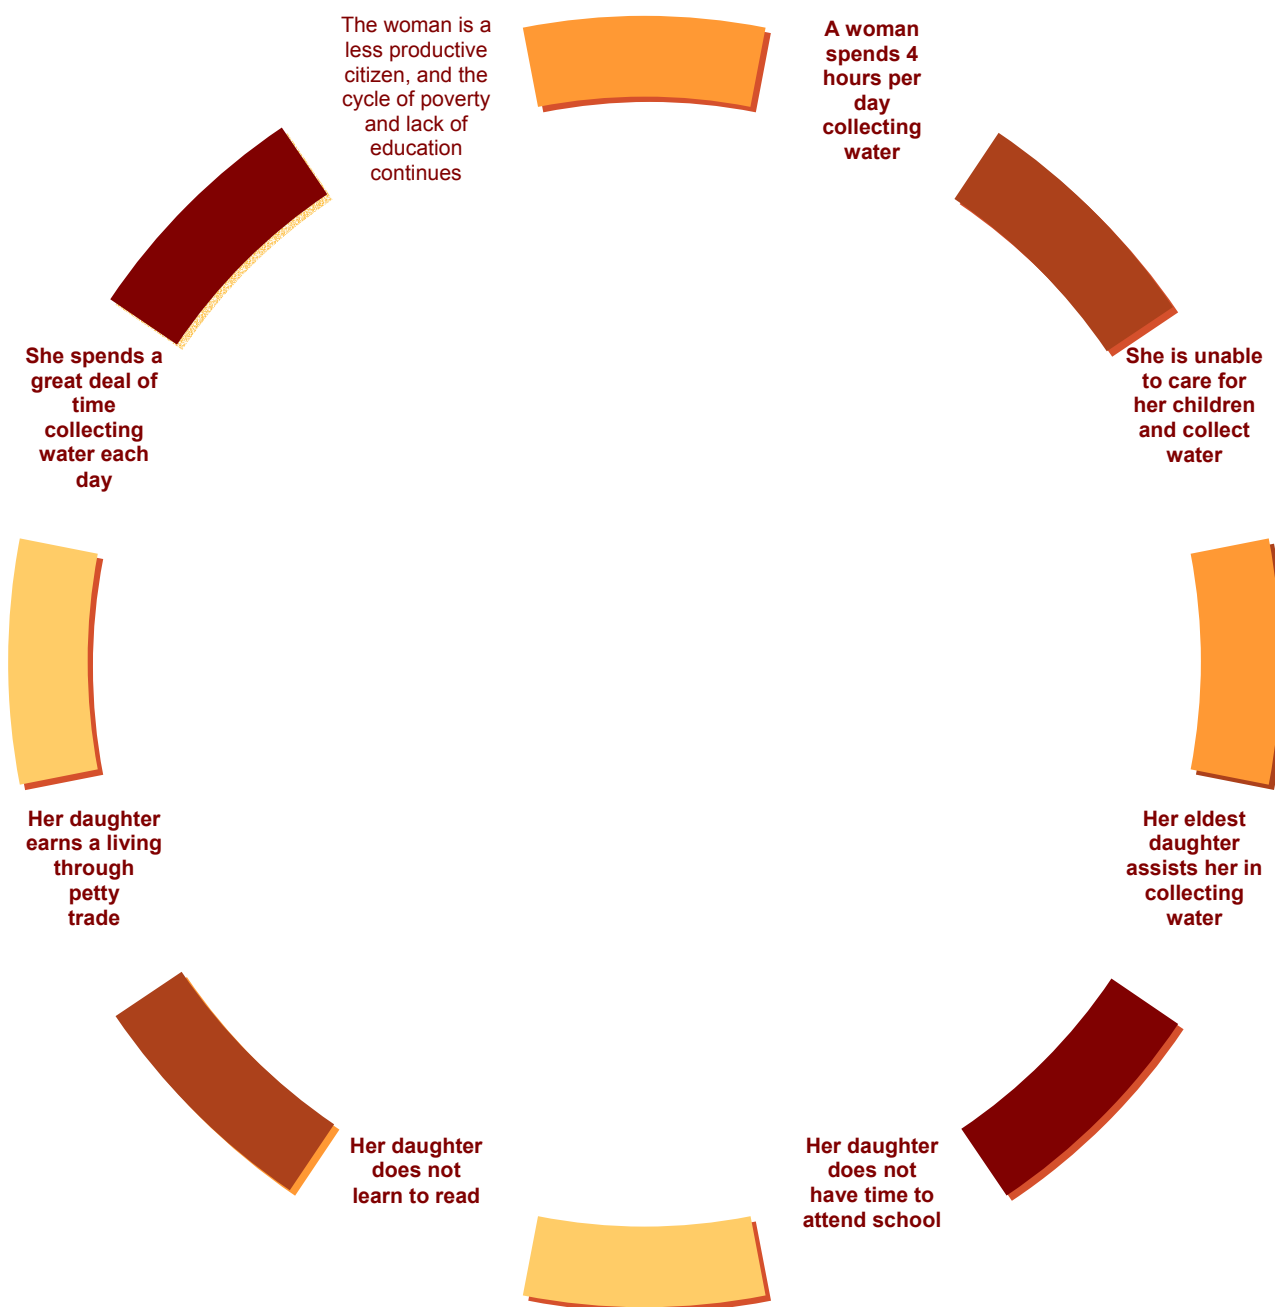 The woman is a
less productive
citizen, and the
cycle of poverty
and lack of
education
continues
A woman
spends 4
hours per
day
collecting
water
She is unable
to care for
her children
and collect
water
Her eldest
daughter
assists her in
collecting
water
Her daughter
does not
have time to
attend school
Her daughter
does not
learn to read
Her daughter
earns a living
through
petty
trade
She spends a
great deal of
time
collecting
water each
day